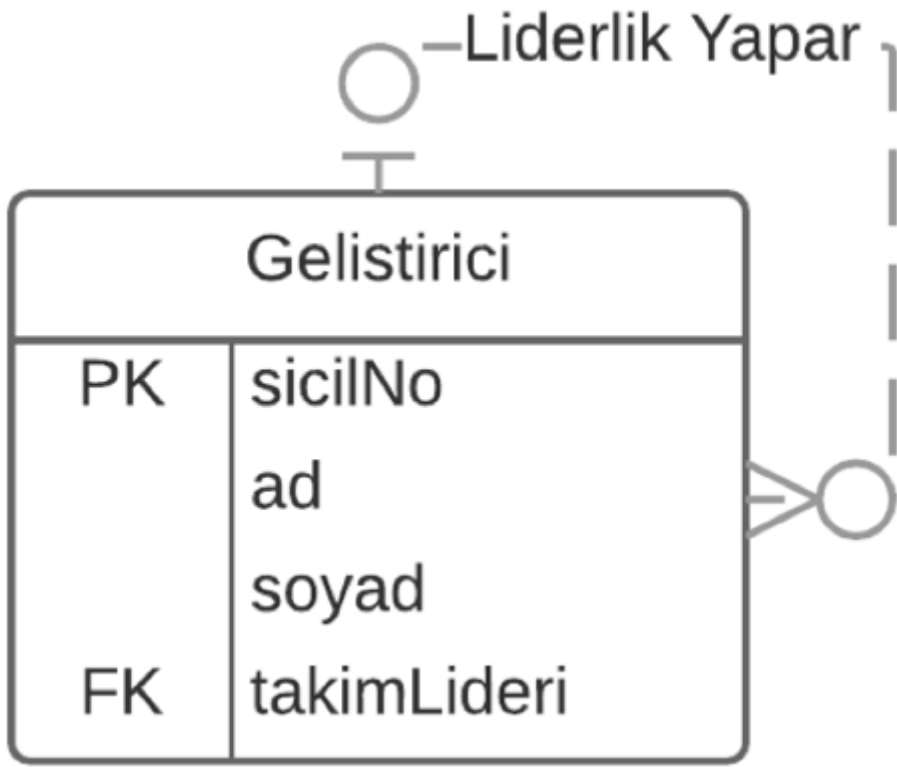 Liderlik Yapar
Gelistirici
PK sicilNo
ad
soyad
FK takimLideri